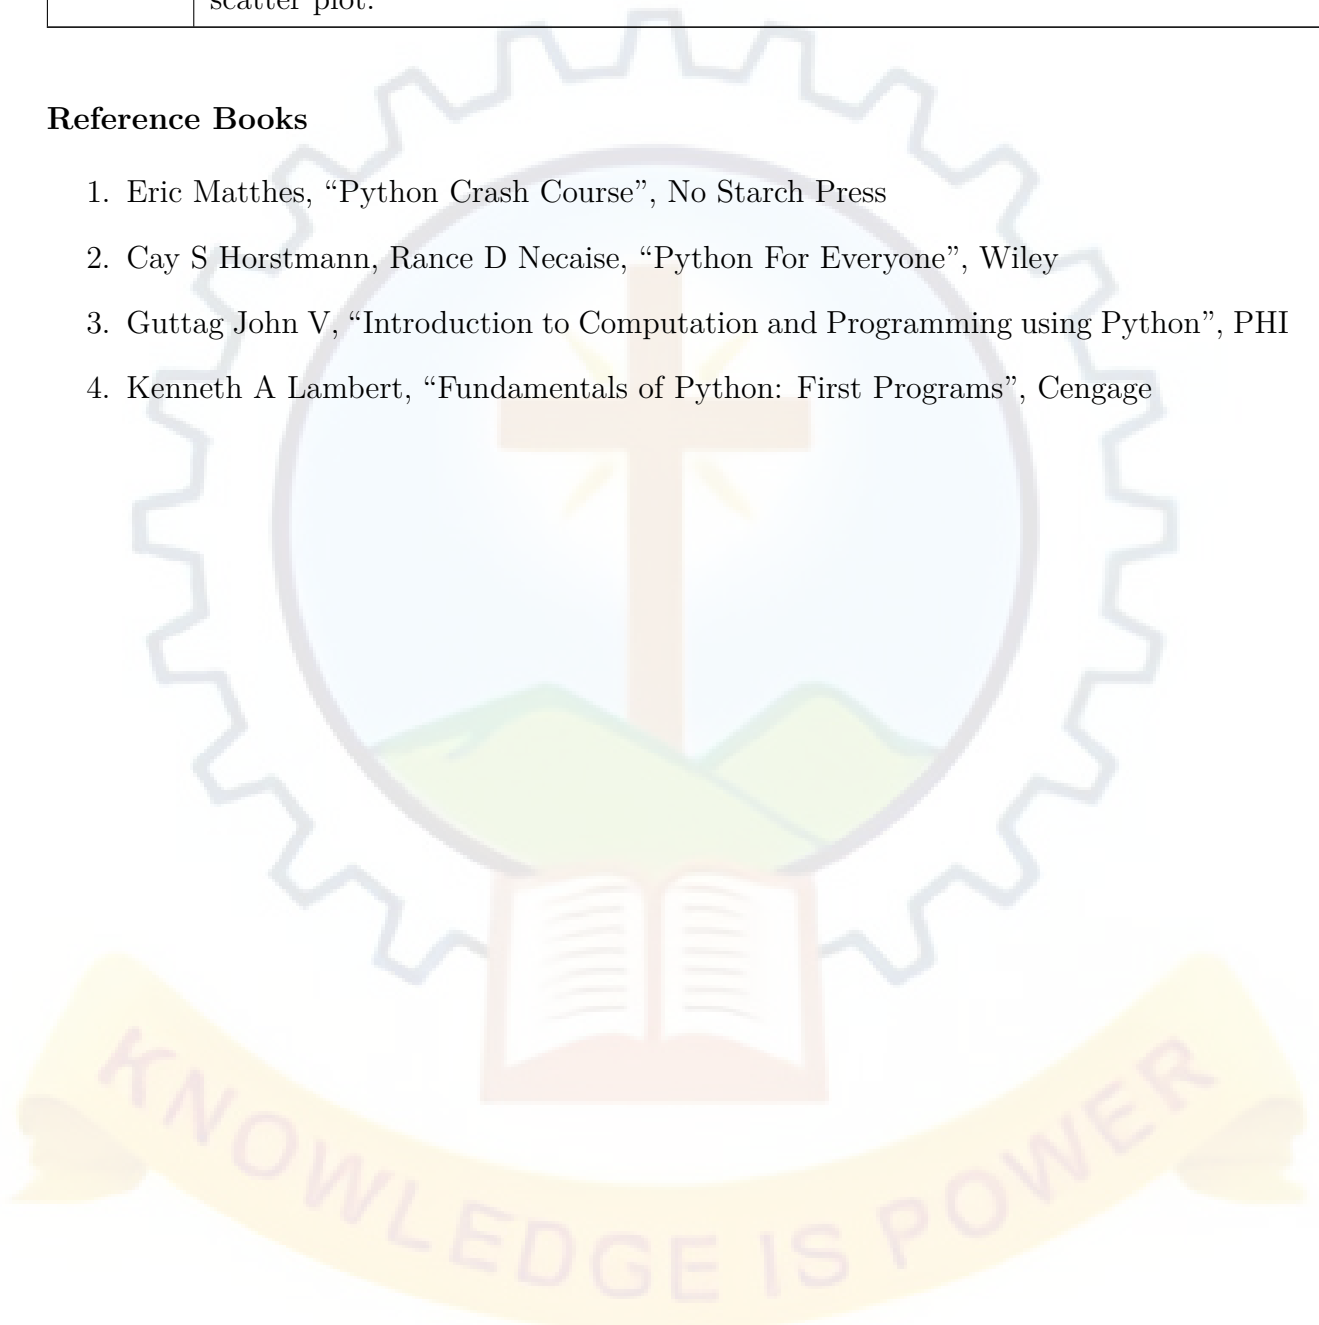 scatter plot.
Reference Books
1. Eric Matthes, “Python Crash Course”, No Starch Press
2. Cay S Horstmann, Rance D Necaise, “Python For Everyone”, Wiley
3. Guttag John V, “Introduction to Computation and Programming using Python”, PHI
4. Kenneth A Lambert, “Fundamentals of Python: First Programs”, Cengage
KNOWLEDGE IS POWER